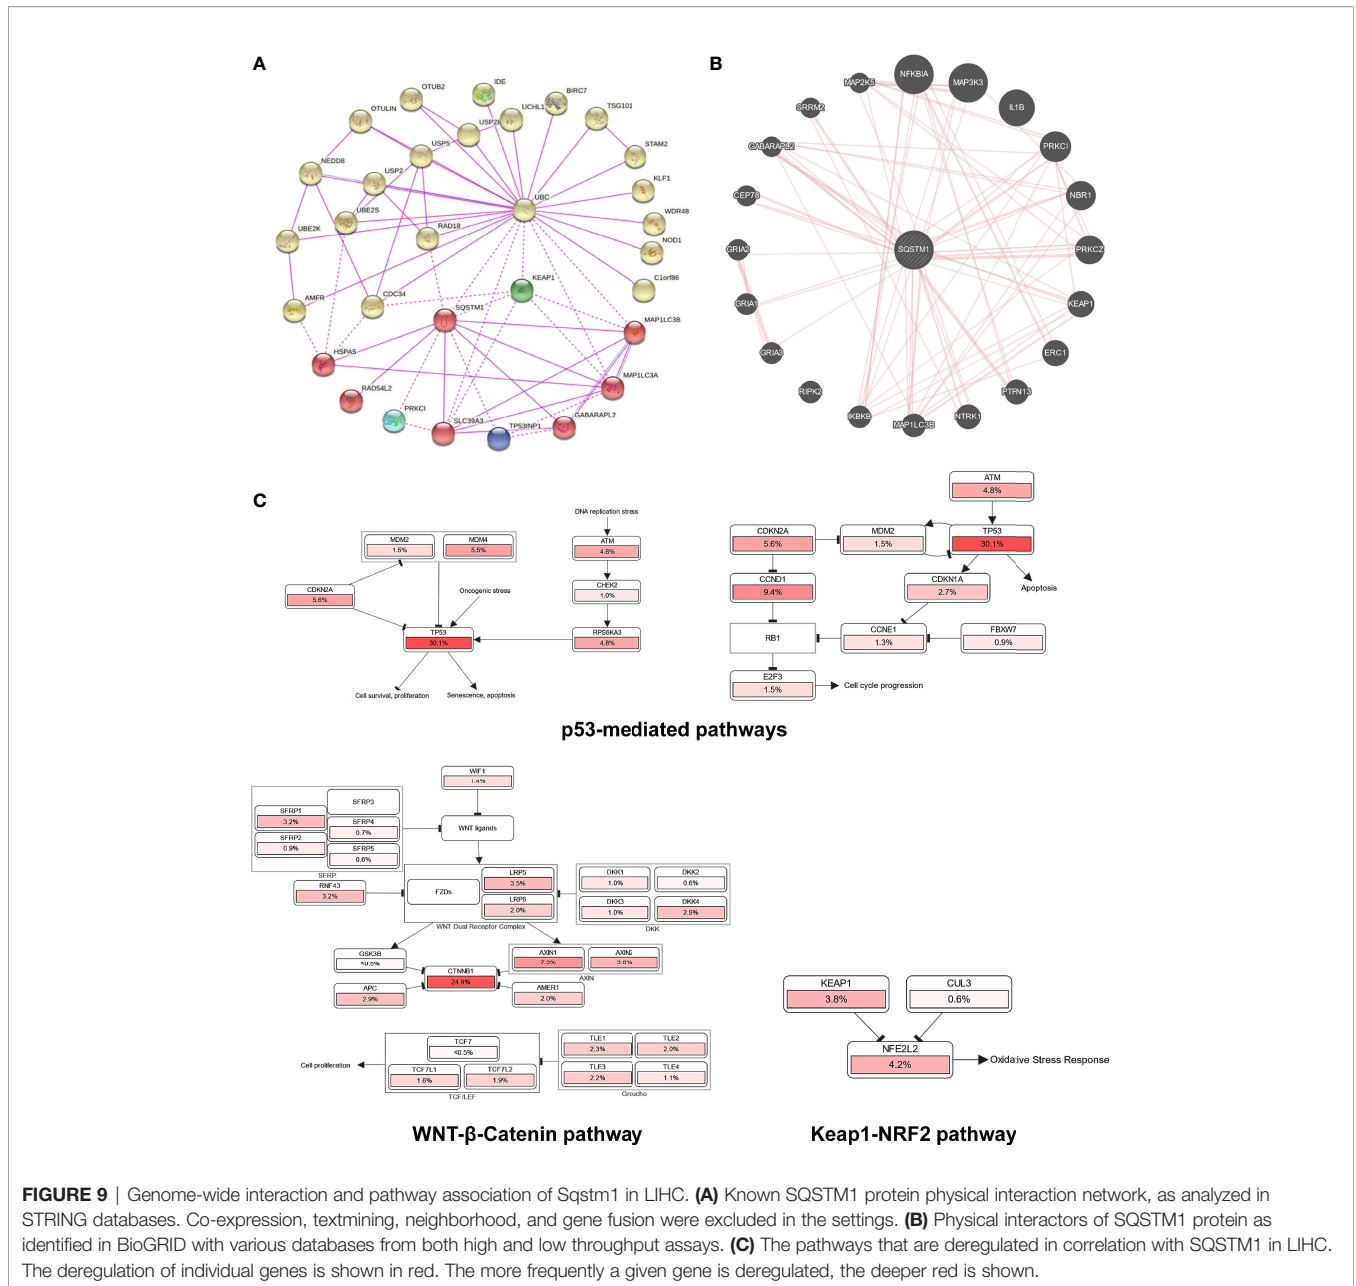 A
IDE
OTUB2
BIRC7
UCHL1
TSG101
OTULIN
USP5
STAM2
NEDD8
USP2
KLF1
UBC
UBE2S
WDR48
UBE2K
RAD18
NOD1
KEAP1
C1orf86
AMFR
CDC34
SQSTM1
MAP1LC3B
HSPA5
MAP1LC3A
RAD54L2
PRKCI
GABARAPL2
SLC39A3
TP53INP1
B
NFKBIA
MAP3K3
MAP2K5
IL1B
SRRM2
PRKCI
GABARAPL2
CEP78
NBR1
SQSTM1
GRIA2
PRKCZ
GRIA1
KEAP1
GRIA3
ERC1
RIPK2
PTPN13
IKBKB
NTRK1
MAP1LC3B
C
MDM2
1.5%
MDM4
5.5%
CDKN2A
5.6%
Oncogenic stress
DNA replication stress
ATM
4.8%
CHEK2
1.0%
RPS6KA3
4.8%
TP53
30.1%
Cell survival, proliferation
Senescence, apoptosis
ATM
4.8%
CDKN2A
5.6%
MDM2
1.5%
TP53
30.1%
CCND1
9.4%
CDKN1A
2.7%
Apoptosis
RB1
CCNE1
1.3%
FBXW7
0.9%
E2F3
1.5%
Cell cycle progression
p53-mediated pathways
WIF1
1.4%
SFRP3
SFRP1
3.2%
SFRP4
0.7%
SFRP2
0.9%
SFRP5
0.6%
SFRP
WNT ligands
RNF43
3.2%
FZDs
LRP5
3.5%
LRP6
2.0%
WNT Dual Receptor Complex
DKK1
1.0%
DKK2
0.6%
DKK3
1.0%
DKK4
2.9%
DKK
GSK3B
<0.5%
CTNNB1
24.9%
AXIN1
AXIN2
AXIN
APC
2.9%
AMER1
2.0%
Cell proliferation
TCF7
<0.5%
TCF7L1
1.6%
TCF7L2
1.9%
TCF/LEF
TLE1
2.3%
TLE2
2.0%
TLE3
2.2%
TLE4
1.1%
Groucho
WNT-β-Catenin pathway
KEAP1
3.8%
CUL3
0.6%
NFE2L2
4.2%
Oxidative Stress Response
Keap1-NRF2 pathway
FIGURE 9 | Genome-wide interaction and pathway association of Sqstm1 in LIHC. (A) Known SQSTM1 protein physical interaction network, as analyzed in
STRING databases. Co-expression, textmining, neighborhood, and gene fusion were excluded in the settings. (B) Physical interactors of SQSTM1 protein as
identified in BioGRID with various databases from both high and low throughput assays. (C) The pathways that are deregulated in correlation with SQSTM1 in LIHC.
The deregulation of individual genes is shown in red. The more frequently a given gene is deregulated, the deeper red is shown.